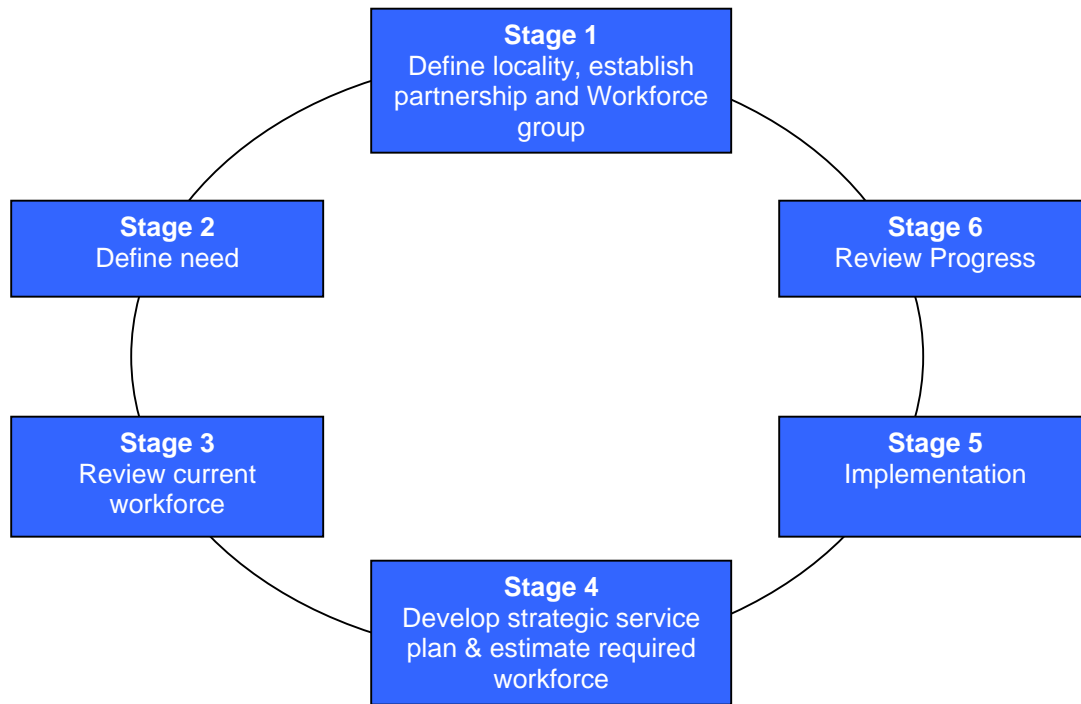 Stage 1
Define locality, establish
partnership and Workforce
group
Stage 2
Define need
Stage 6
Review Progress
Stage 3
Review current
workforce
Stage 5
Implementation
Stage 4
Develop strategic service
plan & estimate required
workforce